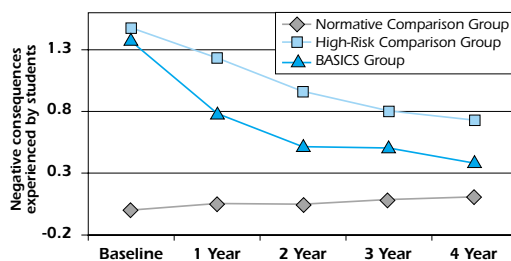 Normative Comparison Group
High-Risk Comparison Group
BASICS Group
Negative consequences
experienced by students
1.3
0.8
0.3
-0.2
Baseline 1 Year 2 Year 3 Year 4 Year